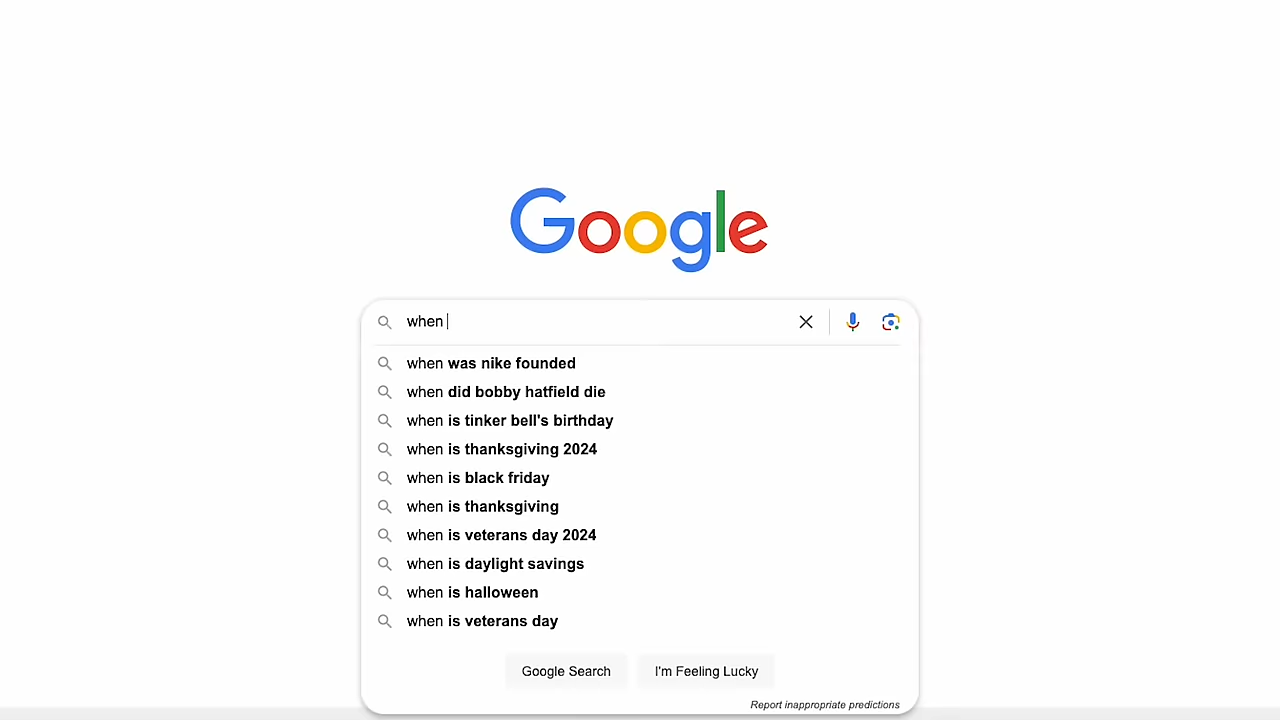 Google
when
when was nike founded
when did bobby hatfield die
when is tinker bell's birthday
when is thanksgiving 2024
when is black friday
when is thanksgiving
when is veterans day 2024
when is daylight savings
when is halloween
when is veterans day
Google Search I'm Feeling Lucky
Report inappropriate predictions